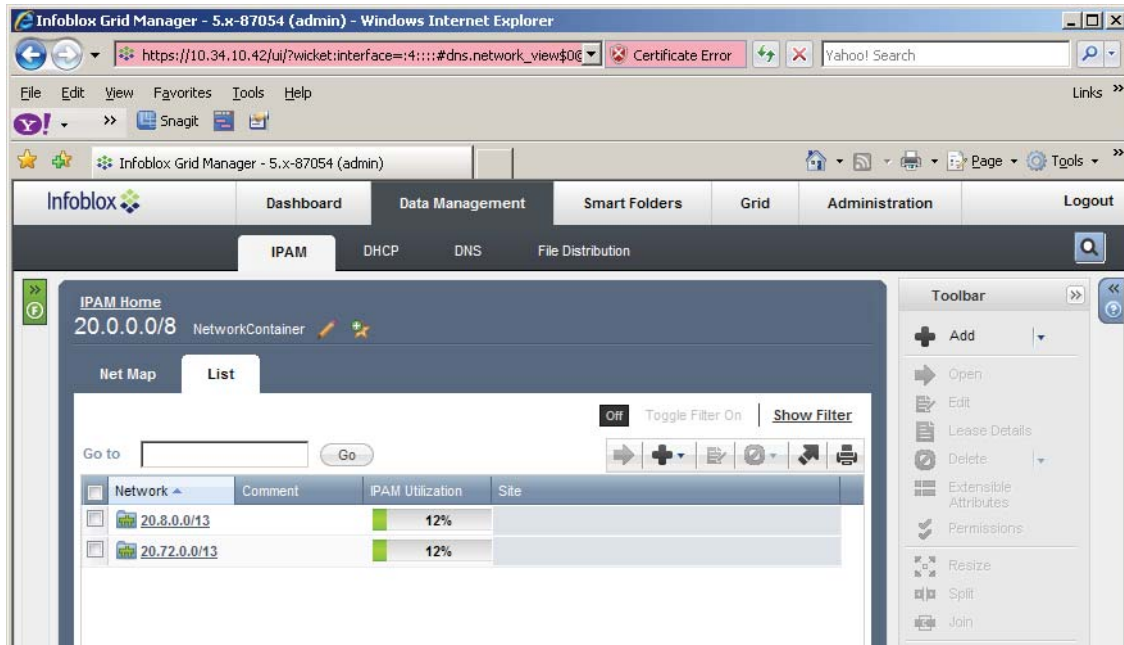 Infoblox Grid Manager - 5.x-87054 (admin) - Windows Internet Explorer
https://10.34.10.42/ui/?wicket:interface=:4::::#dns.network_view$0@ Certificate Error Yahoo! Search
File Edit View Favorites Tools Help Links »
Y! » Snagit
Infoblox Grid Manager - 5.x-87054 (admin) Page Tools »
Infoblox Dashboard Data Management Smart Folders Grid Administration Logout
IPAM DHCP DNS File Distribution
IPAM Home
20.0.0.0/8 NetworkContainer
Net Map List
Off Toggle Filter On Show Filter
Go to Go
Network Comment IPAM Utilization Site
20.8.0.0/13 12%
20.72.0.0/13 12%
» F
Toolbar » « ?
Add
Open
Edit
Lease Details
Delete
Extensible
Attributes
Permissions
Resize
Split
Join